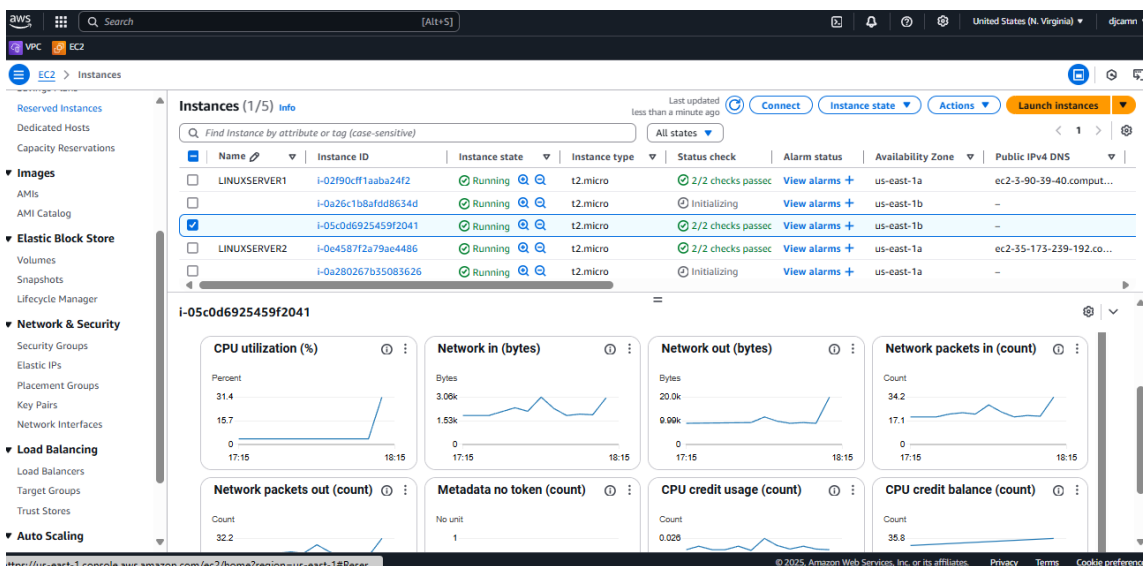 aws Search [Alt+S] United States (N. Virginia) djcamn
VPC EC2
EC2 > Instances
Reserved Instances
Dedicated Hosts
Capacity Reservations
Images
AMIs
AMI Catalog
Elastic Block Store
Volumes
Snapshots
Lifecycle Manager
Network & Security
Security Groups
Elastic IPs
Placement Groups
Key Pairs
Network Interfaces
Load Balancing
Load Balancers
Target Groups
Trust Stores
Auto Scaling
Instances (1/5) Info
Last updated
less than a minute ago
Connect Instance state Actions Launch instances
Find Instance by attribute or tag (case-sensitive) All states 1
Name Instance ID Instance state Instance type Status check Alarm status Availability Zone Public IPv4 DNS
LINUXSERVER1 i-02f90cff1aaba24f2 Running t2.micro 2/2 checks passec View alarms + us-east-1a ec2-3-90-39-40.comput...
i-0a26c1b8afdd8634d Running t2.micro Initializing View alarms + us-east-1b –
i-05c0d6925459f2041 Running t2.micro 2/2 checks passec View alarms + us-east-1b –
LINUXSERVER2 i-0e4587f2a79ae4486 Running t2.micro 2/2 checks passec View alarms + us-east-1a ec2-35-173-239-192.co...
i-0a280267b35083626 Running t2.micro Initializing View alarms + us-east-1a –
i-05c0d6925459f2041
CPU utilization (%)
Percent
31.4
15.7
0
17:15 18:15
Network in (bytes)
Bytes
3.06k
1.53k
0
17:15 18:15
Network out (bytes)
Bytes
20.0k
9.99k
0
17:15 18:15
Network packets in (count)
Count
34.2
17.1
0
17:15 18:15
Network packets out (count)
Count
32.2
Metadata no token (count)
No unit
1
CPU credit usage (count)
Count
0.026
CPU credit balance (count)
Count
35.8
© 2025, Amazon Web Services, Inc. or its affiliates. Privacy Terms Cookie preference